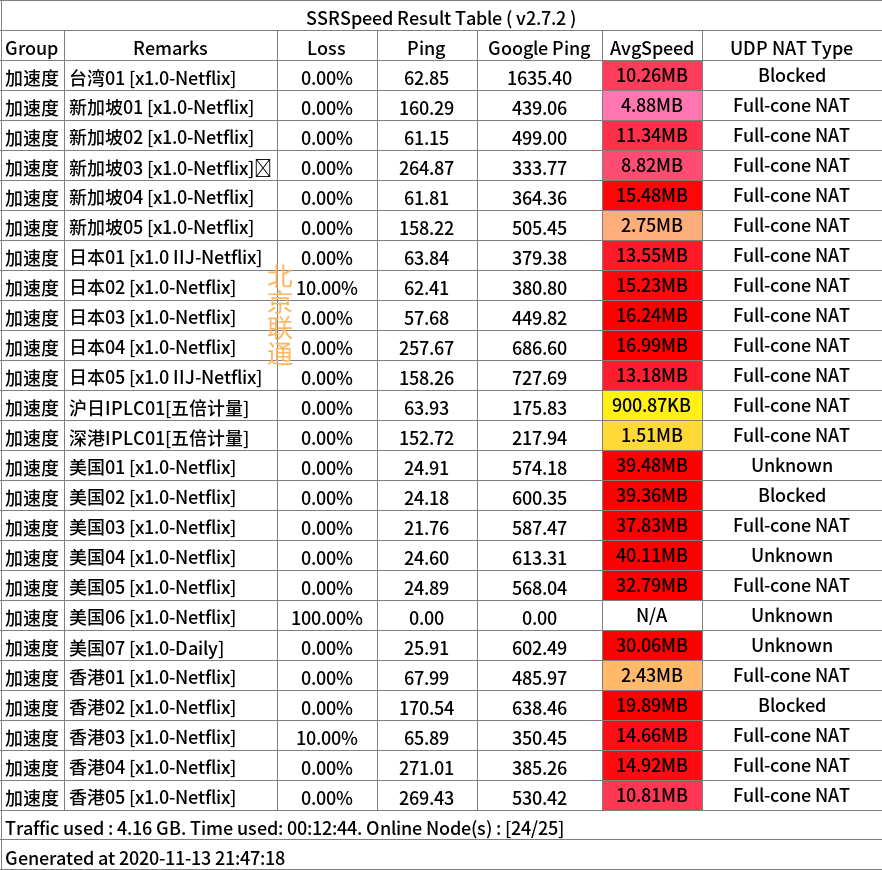 SSRSpeed Result Table ( v2.7.2 )
Group Remarks Loss Ping Google Ping AvgSpeed UDP NAT Type
加速度 台湾01 [x1.0-Netflix] 0.00% 62.85 1635.40 10.26MB Blocked
加速度 新加坡01 [x1.0-Netflix] 0.00% 160.29 439.06 4.88MB Full-cone NAT
加速度 新加坡02 [x1.0-Netflix] 0.00% 61.15 499.00 11.34MB Full-cone NAT
加速度 新加坡03 [x1.0-Netflix] 0.00% 264.87 333.77 8.82MB Full-cone NAT
加速度 新加坡04 [x1.0-Netflix] 0.00% 61.81 364.36 15.48MB Full-cone NAT
加速度 新加坡05 [x1.0-Netflix] 0.00% 158.22 505.45 2.75MB Full-cone NAT
加速度 日本01 [x1.0 IIJ-Netflix] 0.00% 63.84 379.38 13.55MB Full-cone NAT
加速度 日本02 [x1.0-Netflix] 10.00% 62.41 380.80 15.23MB Full-cone NAT
加速度 日本03 [x1.0-Netflix] 0.00% 57.68 449.82 16.24MB Full-cone NAT
加速度 日本04 [x1.0-Netflix] 0.00% 257.67 686.60 16.99MB Full-cone NAT
加速度 日本05 [x1.0 IIJ-Netflix] 0.00% 158.26 727.69 13.18MB Full-cone NAT
加速度 沪日IPLC01[五倍计量] 0.00% 63.93 175.83 900.87KB Full-cone NAT
加速度 深港IPLC01[五倍计量] 0.00% 152.72 217.94 1.51MB Full-cone NAT
加速度 美国01 [x1.0-Netflix] 0.00% 24.91 574.18 39.48MB Unknown
加速度 美国02 [x1.0-Netflix] 0.00% 24.18 600.35 39.36MB Blocked
加速度 美国03 [x1.0-Netflix] 0.00% 21.76 587.47 37.83MB Full-cone NAT
加速度 美国04 [x1.0-Netflix] 0.00% 24.60 613.31 40.11MB Unknown
加速度 美国05 [x1.0-Netflix] 0.00% 24.89 568.04 32.79MB Full-cone NAT
加速度 美国06 [x1.0-Netflix] 100.00% 0.00 0.00 N/A Unknown
加速度 美国07 [x1.0-Daily] 0.00% 25.91 602.49 30.06MB Unknown
加速度 香港01 [x1.0-Netflix] 0.00% 67.99 485.97 2.43MB Full-cone NAT
加速度 香港02 [x1.0-Netflix] 0.00% 170.54 638.46 19.89MB Blocked
加速度 香港03 [x1.0-Netflix] 10.00% 65.89 350.45 14.66MB Full-cone NAT
加速度 香港04 [x1.0-Netflix] 0.00% 271.01 385.26 14.92MB Full-cone NAT
加速度 香港05 [x1.0-Netflix] 0.00% 269.43 530.42 10.81MB Full-cone NAT
Traffic used : 4.16 GB. Time used: 00:12:44. Online Node(s) : [24/25]
Generated at 2020-11-13 21:47:18
北京联通